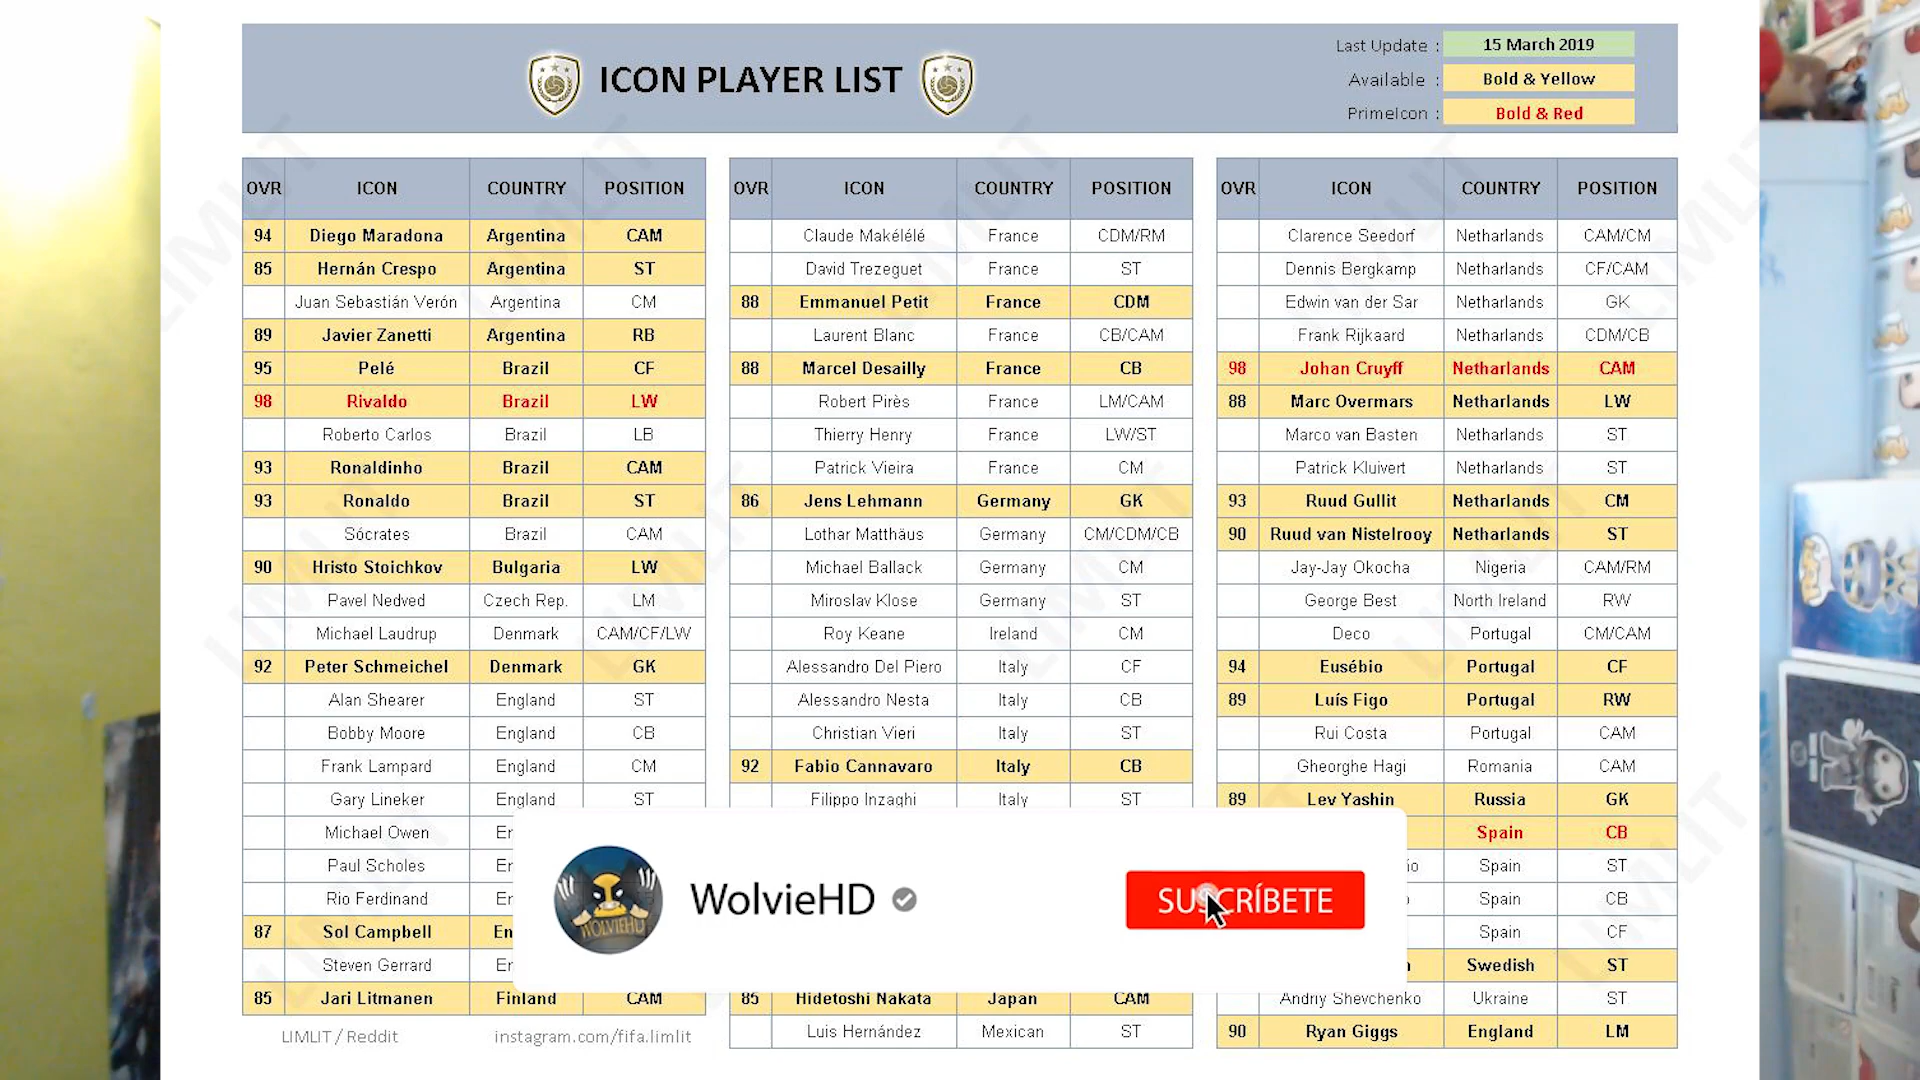 ICON PLAYER LIST
Last Update : 15 March 2019
Available : Bold & Yellow
PrimeIcon : Bold & Red
OVR ICON COUNTRY POSITION
94 Diego Maradona Argentina CAM
85 Hernán Crespo Argentina ST
Juan Sebastián Verón Argentina CM
89 Javier Zanetti Argentina RB
95 Pelé Brazil CF
98 Rivaldo Brazil LW
Roberto Carlos Brazil LB
93 Ronaldinho Brazil CAM
93 Ronaldo Brazil ST
Sócrates Brazil CAM
90 Hristo Stoichkov Bulgaria LW
Pavel Nedved Czech Rep. LM
Michael Laudrup Denmark CAM/CF/LW
92 Peter Schmeichel Denmark GK
Alan Shearer England ST
Bobby Moore England CB
Frank Lampard England CM
Gary Lineker England ST
Michael Owen
Paul Scholes
Rio Ferdinand
87 Sol Campbell
Steven Gerrard
85 Jari Litmanen Finland CAM
LIMLIT / Reddit instagram.com/fifa.limlit
OVR ICON COUNTRY POSITION
Claude Makélélé France CDM/RM
David Trezeguet France ST
88 Emmanuel Petit France CDM
Laurent Blanc France CB/CAM
88 Marcel Desailly France CB
Robert Pirès France LM/CAM
Thierry Henry France LW/ST
Patrick Vieira France CM
86 Jens Lehmann Germany GK
Lothar Matthäus Germany CM/CDM/CB
Michael Ballack Germany CM
Miroslav Klose Germany ST
Roy Keane Ireland CM
Alessandro Del Piero Italy CF
Alessandro Nesta Italy CB
Christian Vieri Italy ST
92 Fabio Cannavaro Italy CB
Filippo Inzaghi Italy ST
85 Hidetoshi Nakata Japan CAM
Luis Hernández Mexican ST
OVR ICON COUNTRY POSITION
Clarence Seedorf Netharlands CAM/CM
Dennis Bergkamp Netharlands CF/CAM
Edwin van der Sar Netharlands GK
Frank Rijkaard Netharlands CDM/CB
98 Johan Cruyff Netharlands CAM
88 Marc Overmars Netharlands LW
Marco van Basten Netharlands ST
Patrick Kluivert Netharlands ST
93 Ruud Gullit Netharlands CM
90 Ruud van Nistelrooy Netharlands ST
Jay-Jay Okocha Nigeria CAM/RM
George Best North Ireland RW
Deco Portugal CM/CAM
94 Eusébio Portugal CF
89 Luís Figo Portugal RW
Rui Costa Portugal CAM
Gheorghe Hagi Romania CAM
89 Lev Yashin Russia GK
Spain CB
Spain ST
Spain CB
Spain CF
Swedish ST
Andriy Shevchenko Ukraine ST
90 Ryan Giggs England LM
WOLVIEHD
WolvieHD
SUSCRÍBETE
LIMLIT